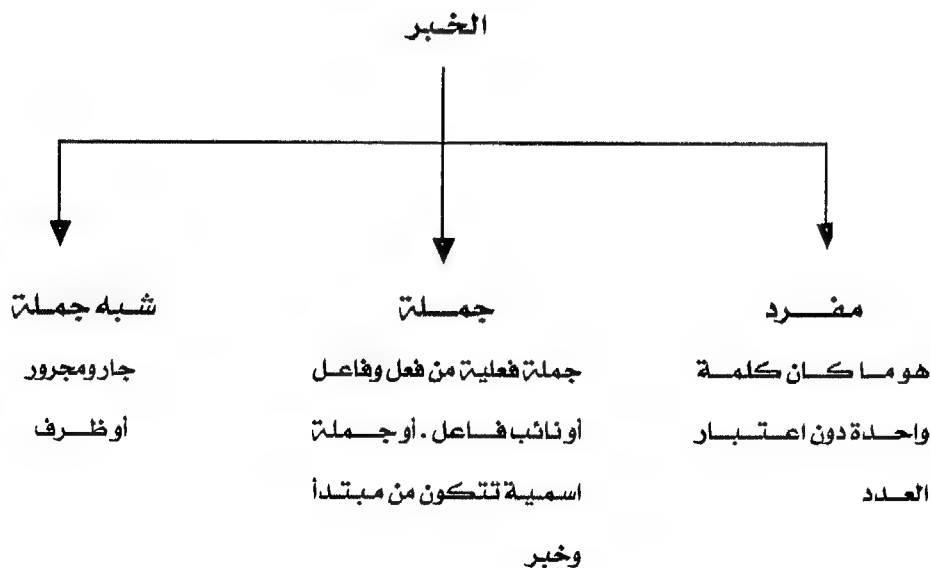 الخبر
مفرد
هو ما كان كلمة
واحدة دون اعتبار
العدد
جملة
جملة فعلية من فعل وفاعل
أو نائب فاعل . أو جملة
اسمية تتكون من مبتدأ
وخبر
شبه جملة
جار ومجرور
أو ظرف